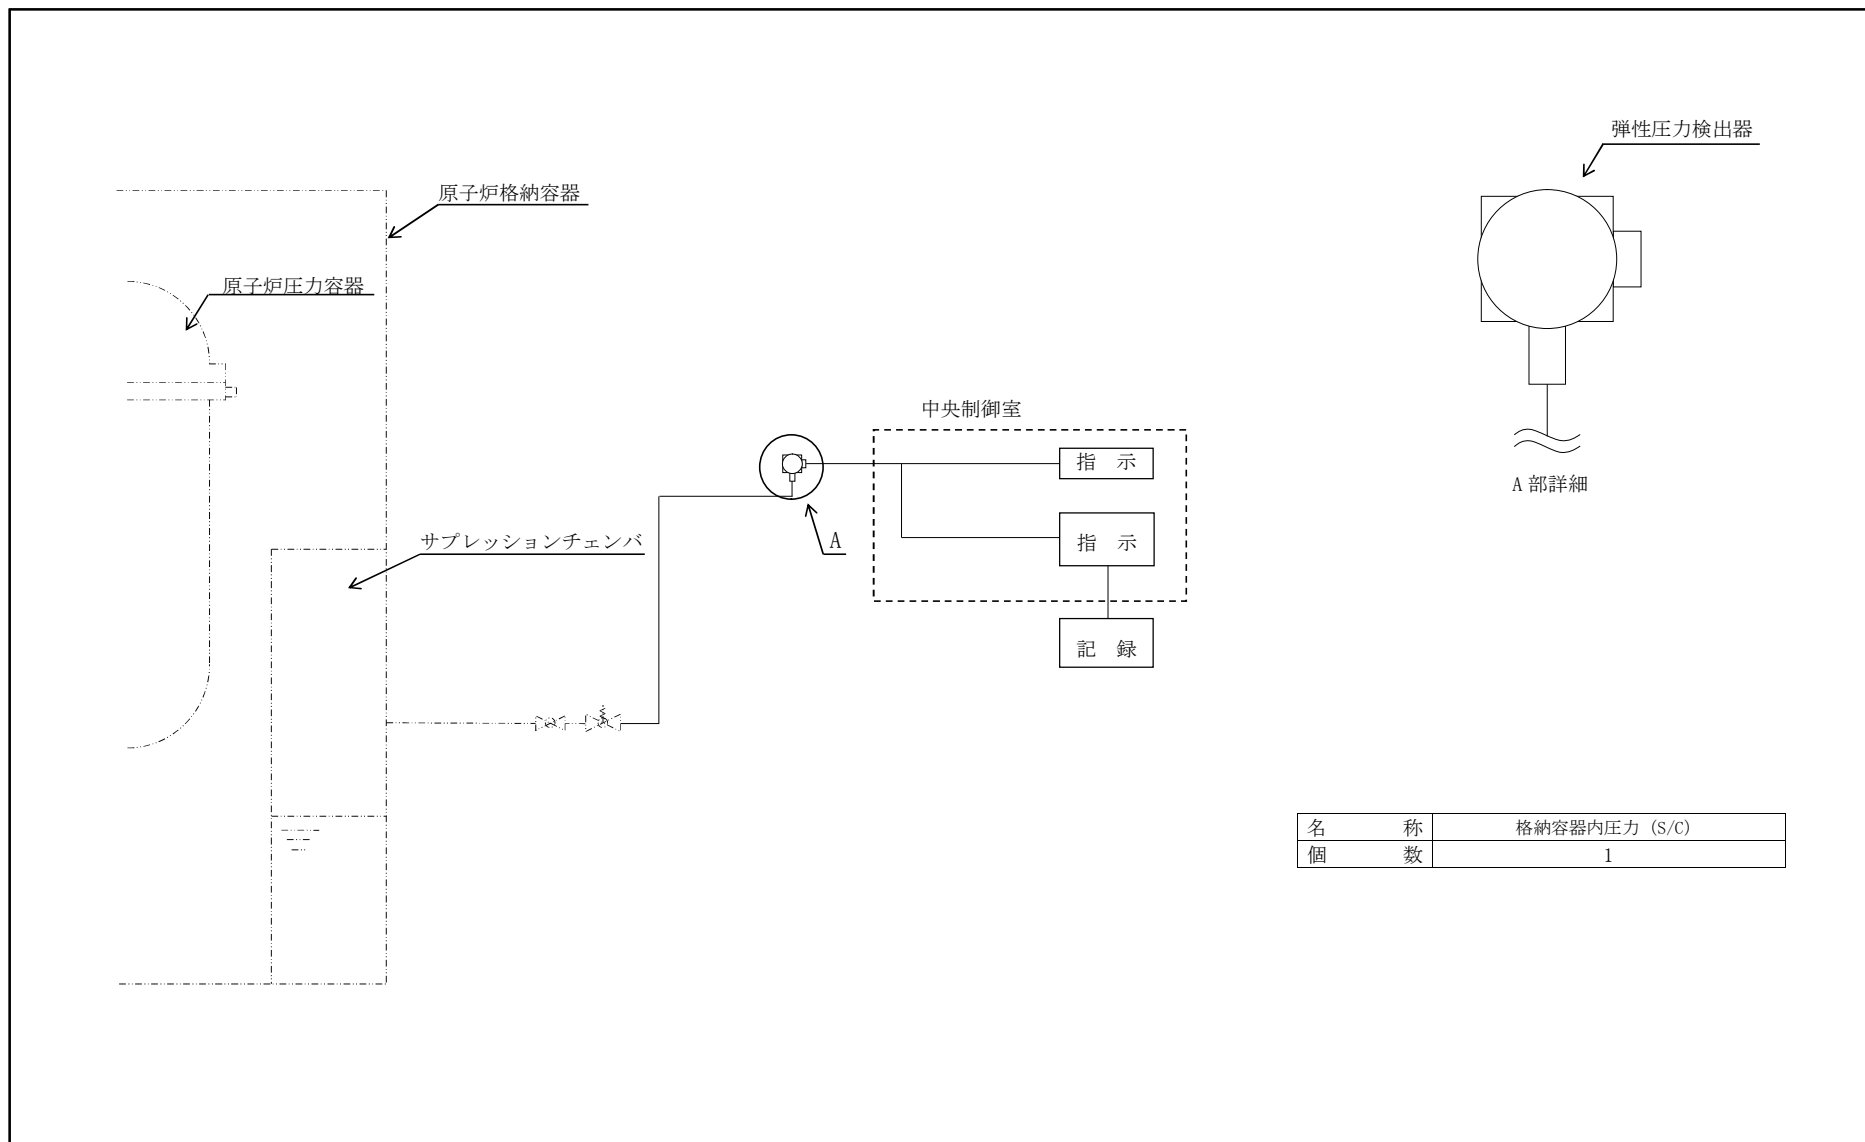 弾性圧力検出器
原子炉格納容器
原子炉圧力容器
中央制御室
指 示
A 部詳細
サプレッションチェンバ
A
指 示
記 録
名 称 格納容器内圧力 (S/C)
個 数 1